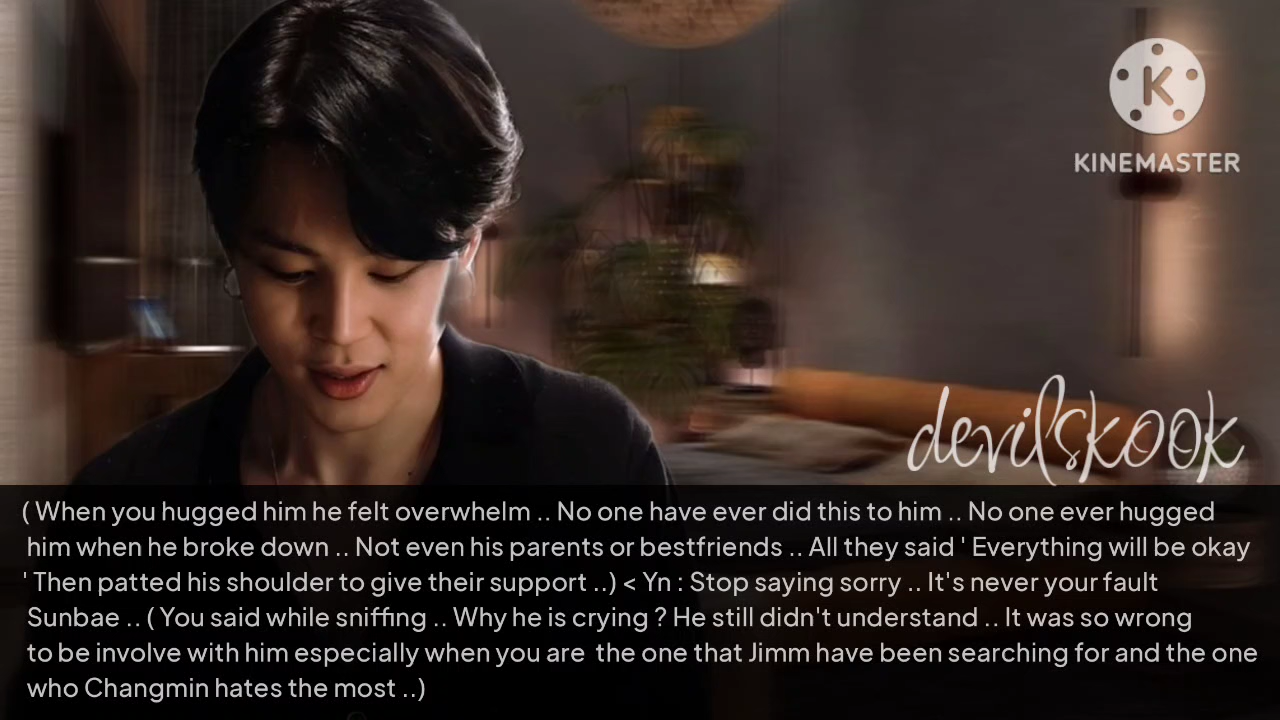 K
KINEMASTER
devilskook
( When you hugged him he felt overwhelm .. No one have ever did this to him .. No one ever hugged
him when he broke down .. Not even his parents or bestfriends .. All they said ' Everything will be okay
' Then patted his shoulder to give their support ..) < Yn : Stop saying sorry .. It's never your fault
Sunbae .. ( You said while sniffing .. Why he is crying ? He still didn't understand .. It was so wrong
to be involve with him especially when you are  the one that Jimm have been searching for and the one
who Changmin hates the most ..)